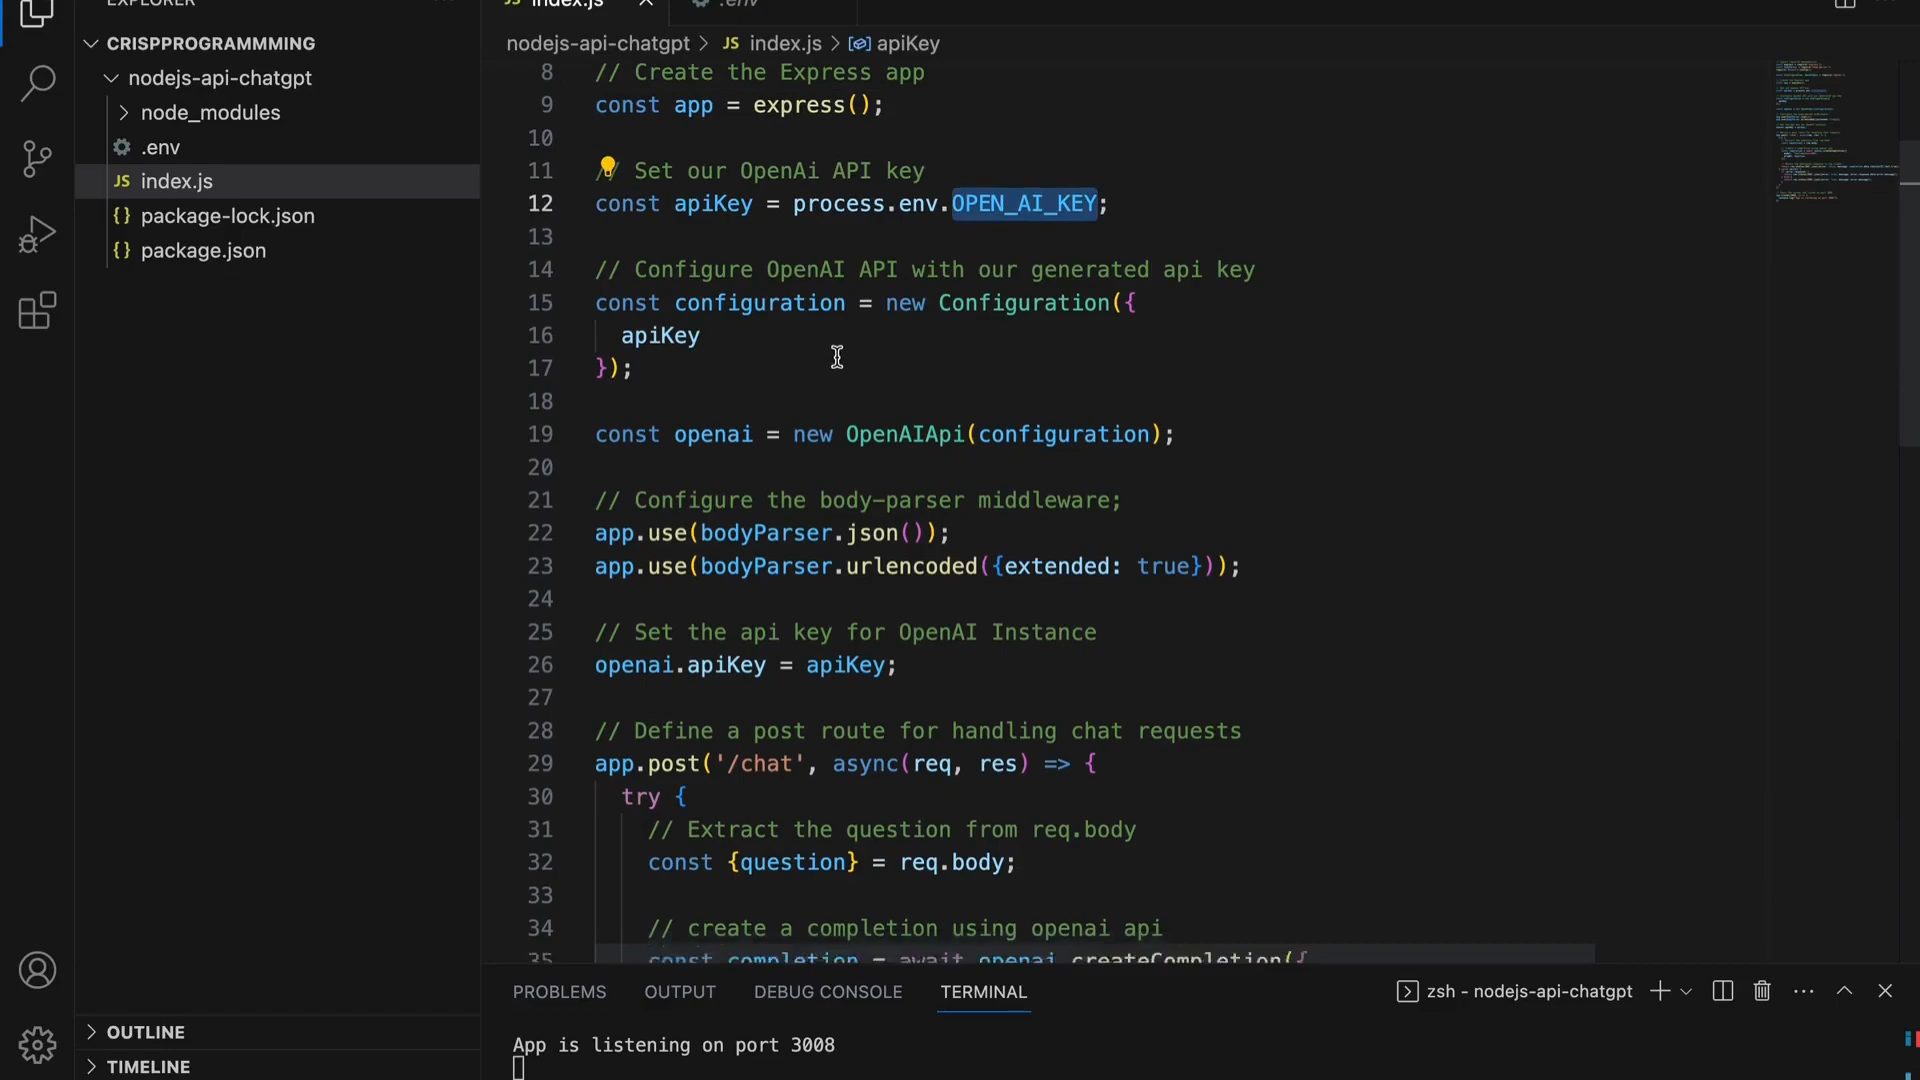 EXPLORER
CRISPPROGRAMMMING
nodejs-api-chatgpt
node_modules
.env
JS index.js
{} package-lock.json
{} package.json
OUTLINE
TIMELINE
JS index.js
.env
nodejs-api-chatgpt > JS index.js > apiKey
8 // Create the Express app
9 const app = express();
10
11 // Set our OpenAi API key
12 const apiKey = process.env.OPEN_AI_KEY;
13
14 // Configure OpenAI API with our generated api key
15 const configuration = new Configuration({
16 apiKey
17 });
18
19 const openai = new OpenAIApi(configuration);
20
21 // Configure the body-parser middleware;
22 app.use(bodyParser.json());
23 app.use(bodyParser.urlencoded({extended: true}));
24
25 // Set the api key for OpenAI Instance
26 openai.apiKey = apiKey;
27
28 // Define a post route for handling chat requests
29 app.post('/chat', async(req, res) => {
30 try {
31 // Extract the question from req.body
32 const {question} = req.body;
33
34 // create a completion using openai api
35 const completion = await openai.createCompletion({
PROBLEMS OUTPUT DEBUG CONSOLE TERMINAL
zsh - nodejs-api-chatgpt
App is listening on port 3008